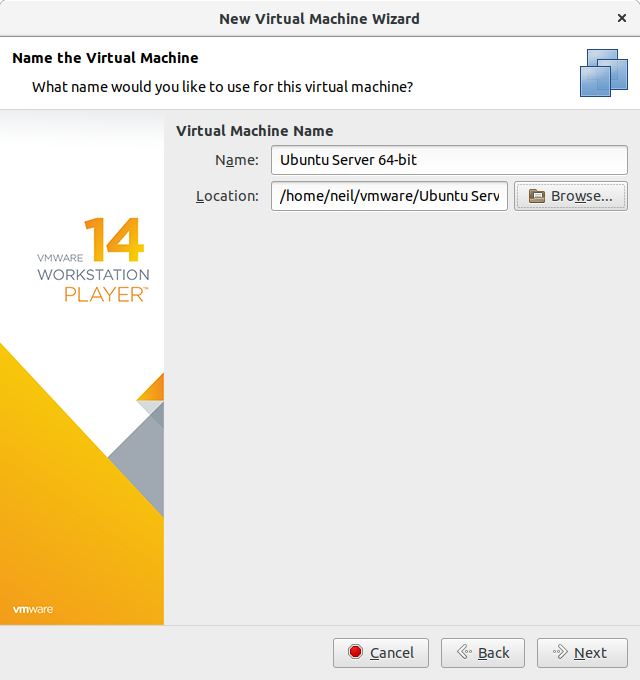 New Virtual Machine Wizard
Name the Virtual Machine
What name would you like to use for this virtual machine?
VMWARE 14
WORKSTATION
PLAYER™
vmware
Virtual Machine Name
Name: Ubuntu Server 64-bit
Location: /home/neil/vmware/Ubuntu Serv Browse...
Cancel Back Next